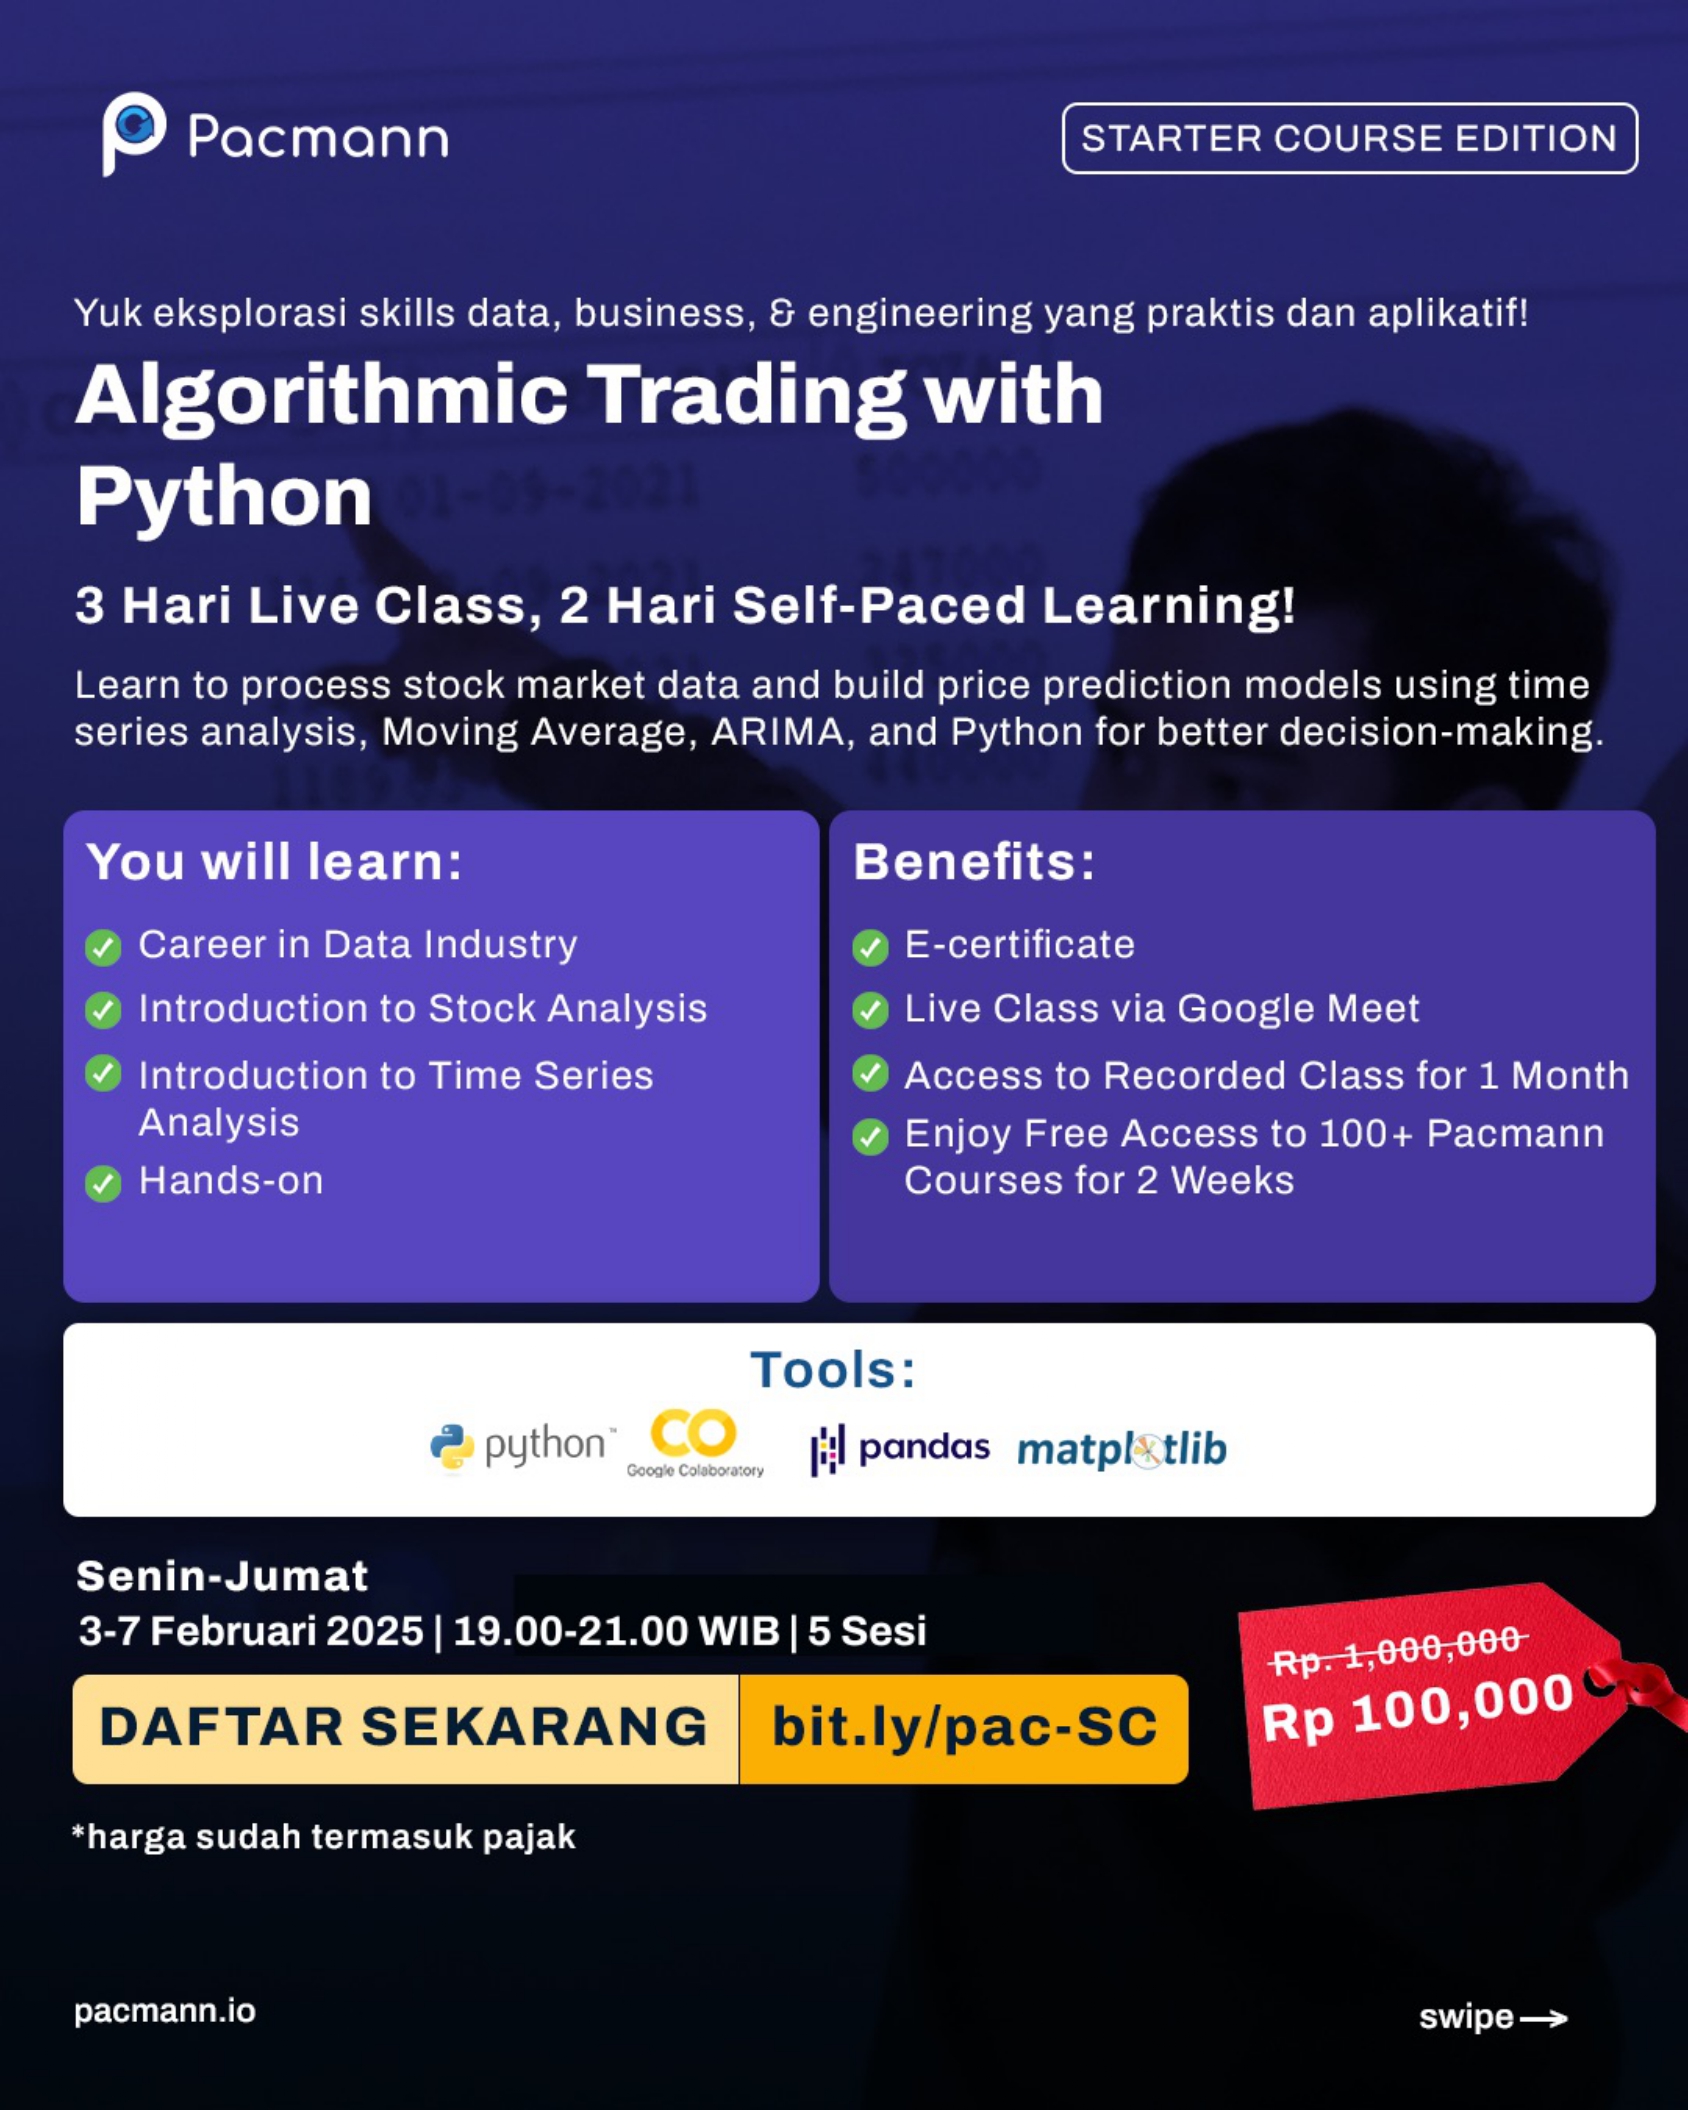 Pacmann
STARTER COURSE EDITION
Yuk eksplorasi skills data, business, & engineering yang praktis dan aplikatif!
Algorithmic Trading with
Python
3 Hari Live Class, 2 Hari Self-Paced Learning!
Learn to process stock market data and build price prediction models using time
series analysis, Moving Average, ARIMA, and Python for better decision-making.
You will learn:
Career in Data Industry
Introduction to Stock Analysis
Introduction to Time Series
Analysis
Hands-on
Benefits:
E-certificate
Live Class via Google Meet
Access to Recorded Class for 1 Month
Enjoy Free Access to 100+ Pacmann
Courses for 2 Weeks
Tools:
python™
Google Colaboratory
pandas
matplotlib
Senin-Jumat
3-7 Februari 2025 | 19.00-21.00 WIB | 5 Sesi
DAFTAR SEKARANG
bit.ly/pac-SC
Rp. 1,000,000
Rp 100,000
*harga sudah termasuk pajak
pacmann.io
swipe